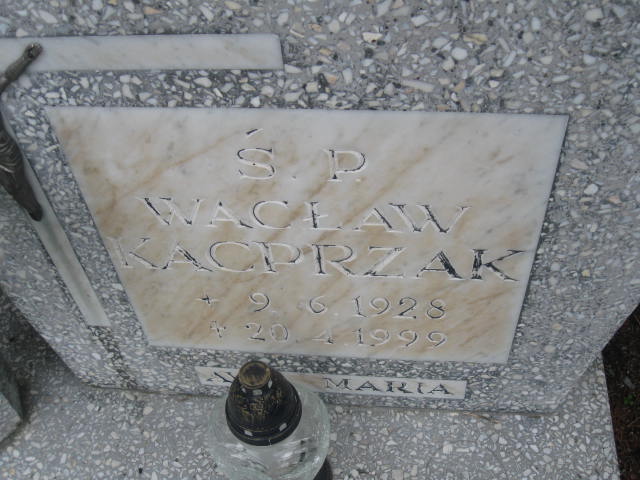 Ś. P.
WACŁAW
KACPRZAK
+ 9. 6. 1928
+ 20. 4. 1999
MARIA